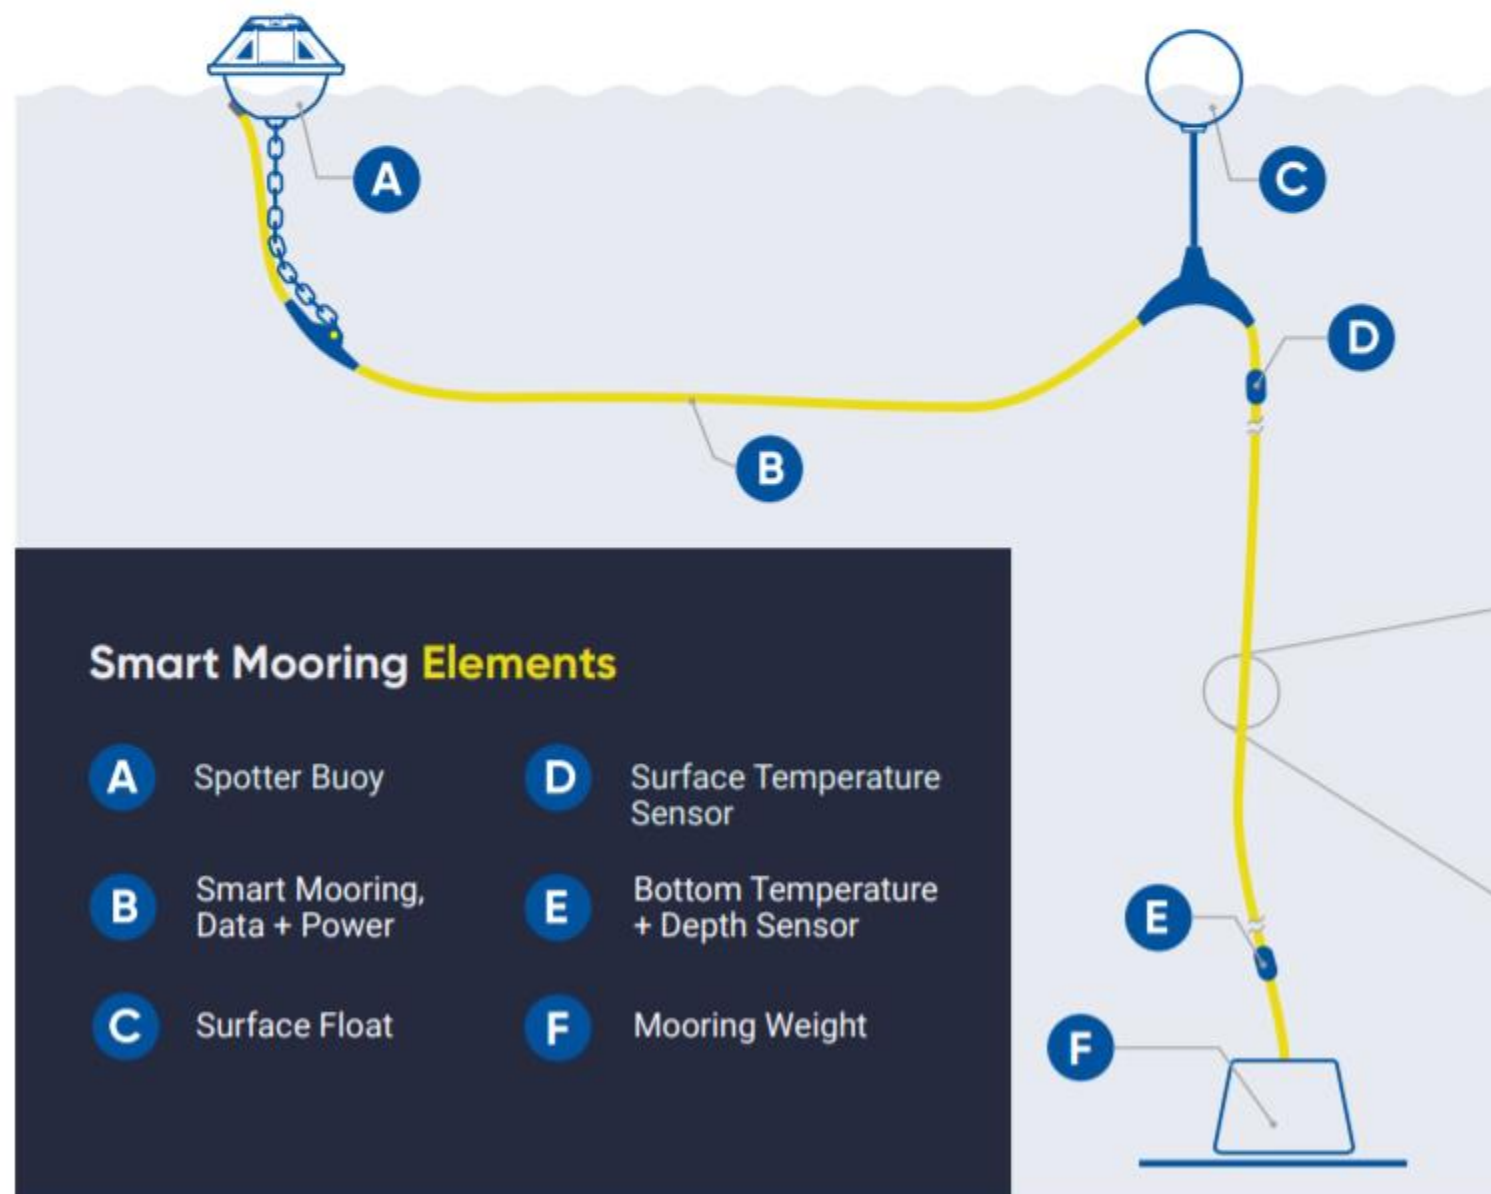 A
C
D
B
Smart Mooring Elements
A Spotter Buoy
D Surface Temperature
Sensor
B Smart Mooring,
Data + Power
E Bottom Temperature
+ Depth Sensor
C Surface Float
F Mooring Weight
E
F